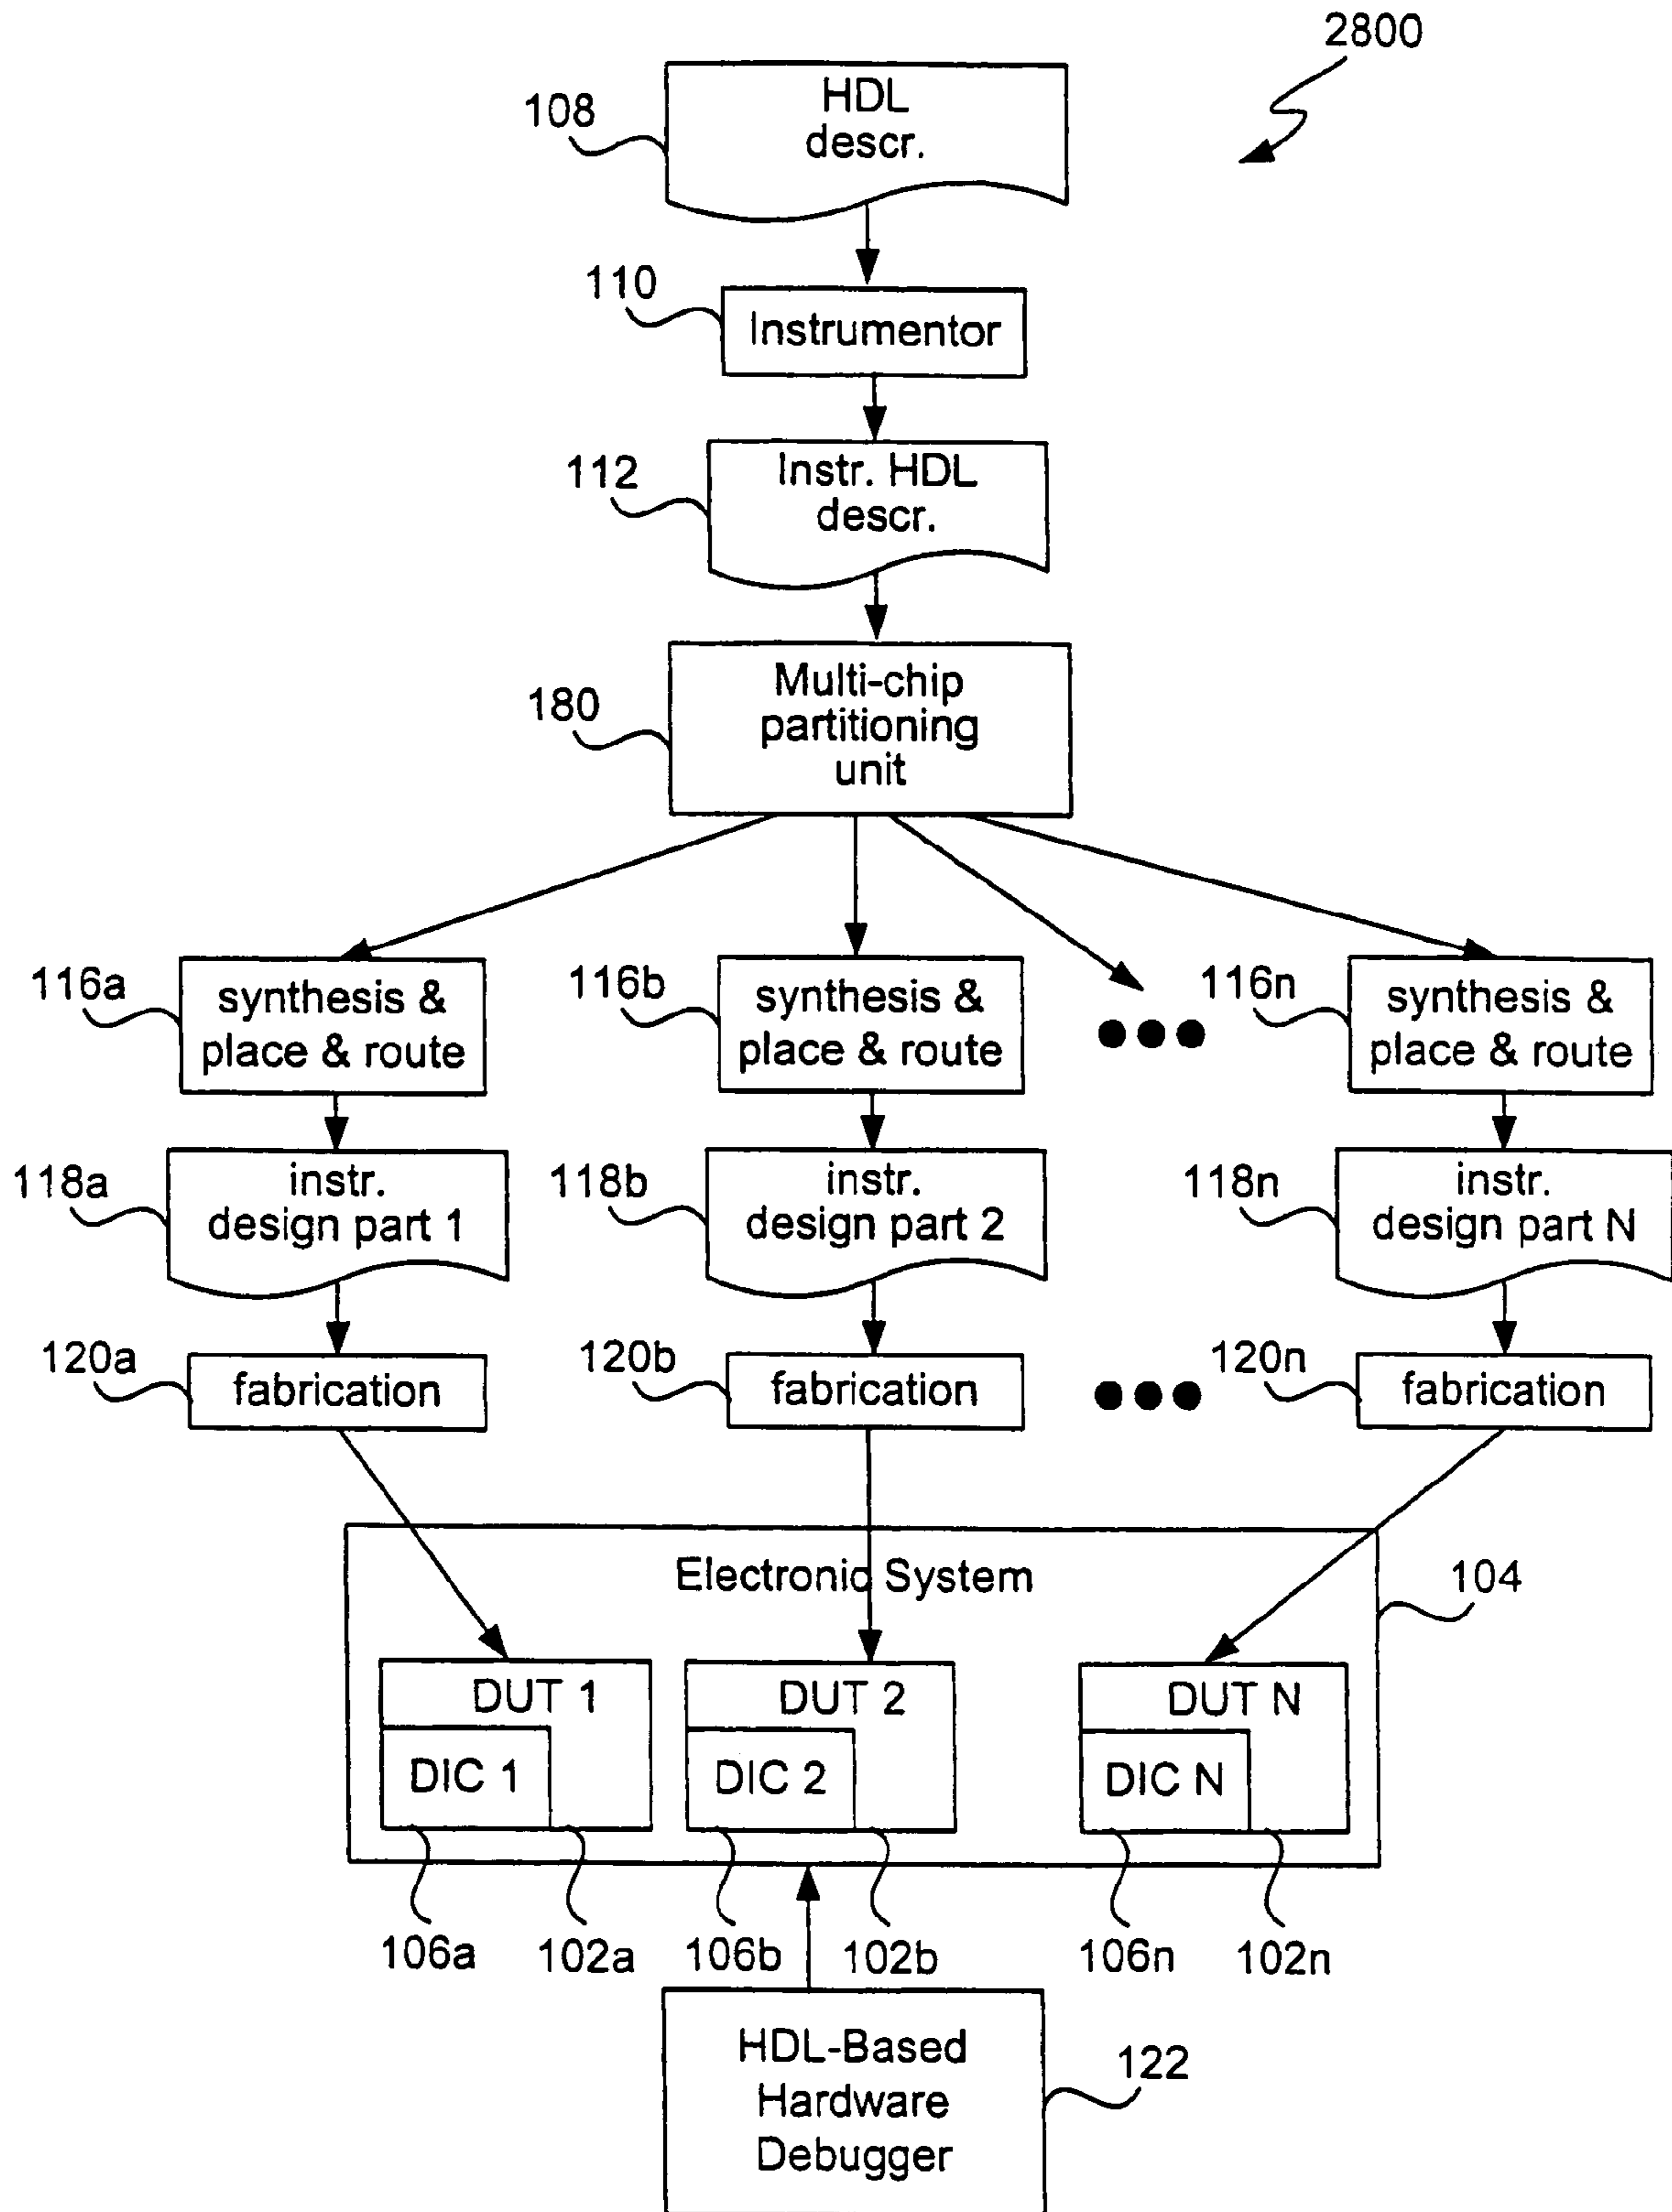 2800
HDL
descr.
108
110
Instrumentor
112
Instr. HDL
descr.
180
Multi-chip
partitioning
unit
116a
synthesis &
place & route
116b
synthesis &
place & route
116n
synthesis &
place & route
118a
instr.
design part 1
118b
instr.
design part 2
118n
instr.
design part N
120a
fabrication
120b
fabrication
120n
fabrication
Electronic System
104
DUT 1
DIC 1
DUT 2
DIC 2
DUT N
DIC N
106a
102a
106b
102b
106n
102n
HDL-Based
Hardware
Debugger
122